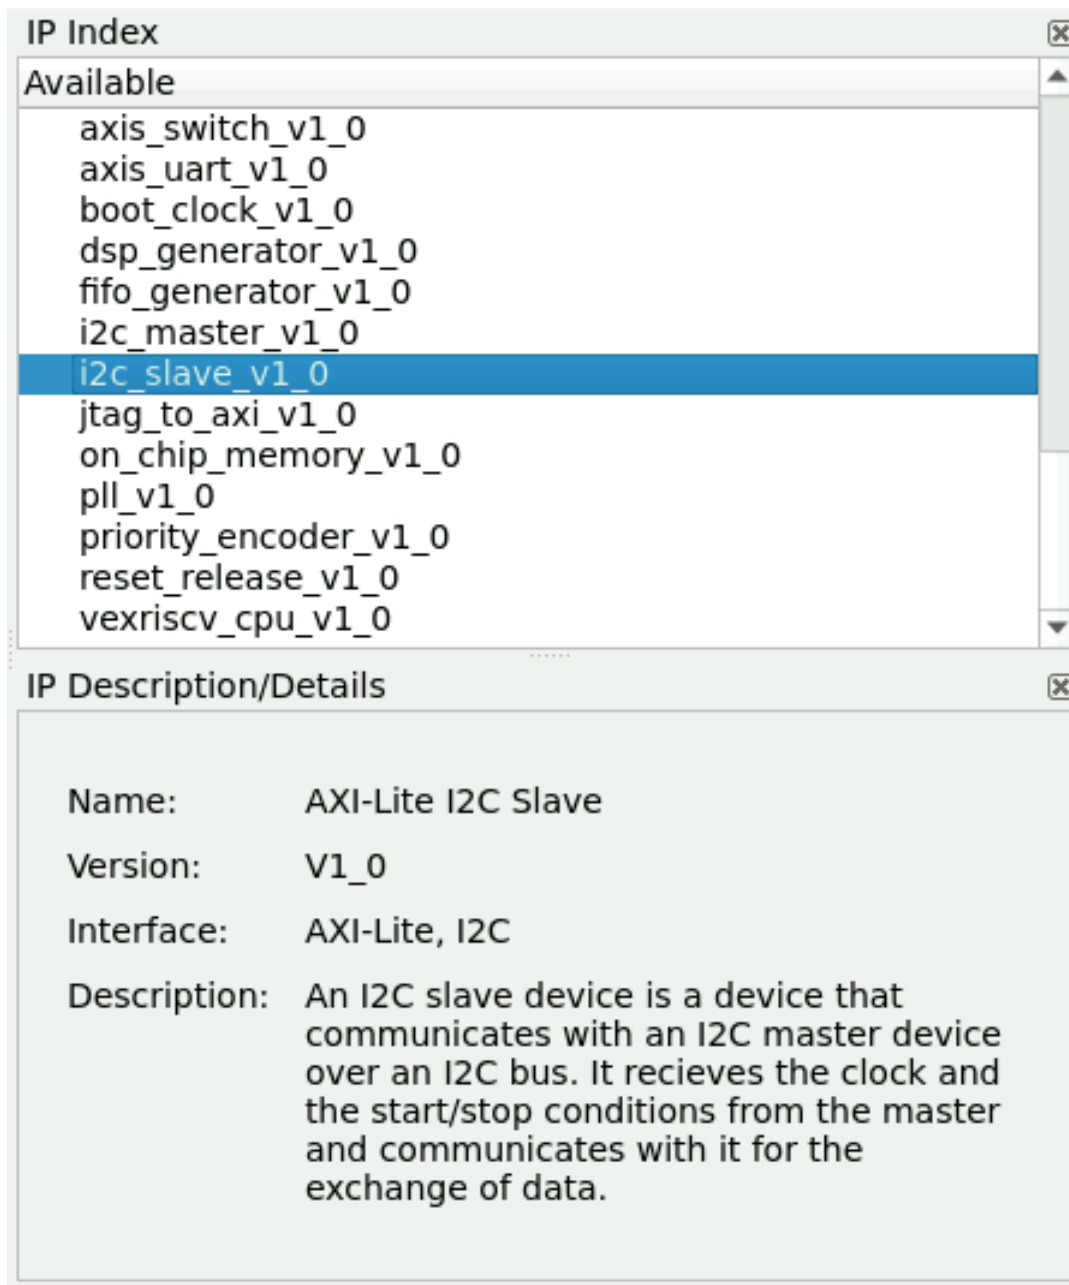 IP Index
Available
axis_switch_v1_0
axis_uart_v1_0
boot_clock_v1_0
dsp_generator_v1_0
fifo_generator_v1_0
i2c_master_v1_0
i2c_slave_v1_0
jtag_to_axi_v1_0
on_chip_memory_v1_0
pll_v1_0
priority_encoder_v1_0
reset_release_v1_0
vexriscv_cpu_v1_0
IP Description/Details
Name: AXI-Lite I2C Slave
Version: V1_0
Interface: AXI-Lite, I2C
Description: An I2C slave device is a device that
communicates with an I2C master device
over an I2C bus. It recieves the clock and
the start/stop conditions from the master
and communicates with it for the
exchange of data.